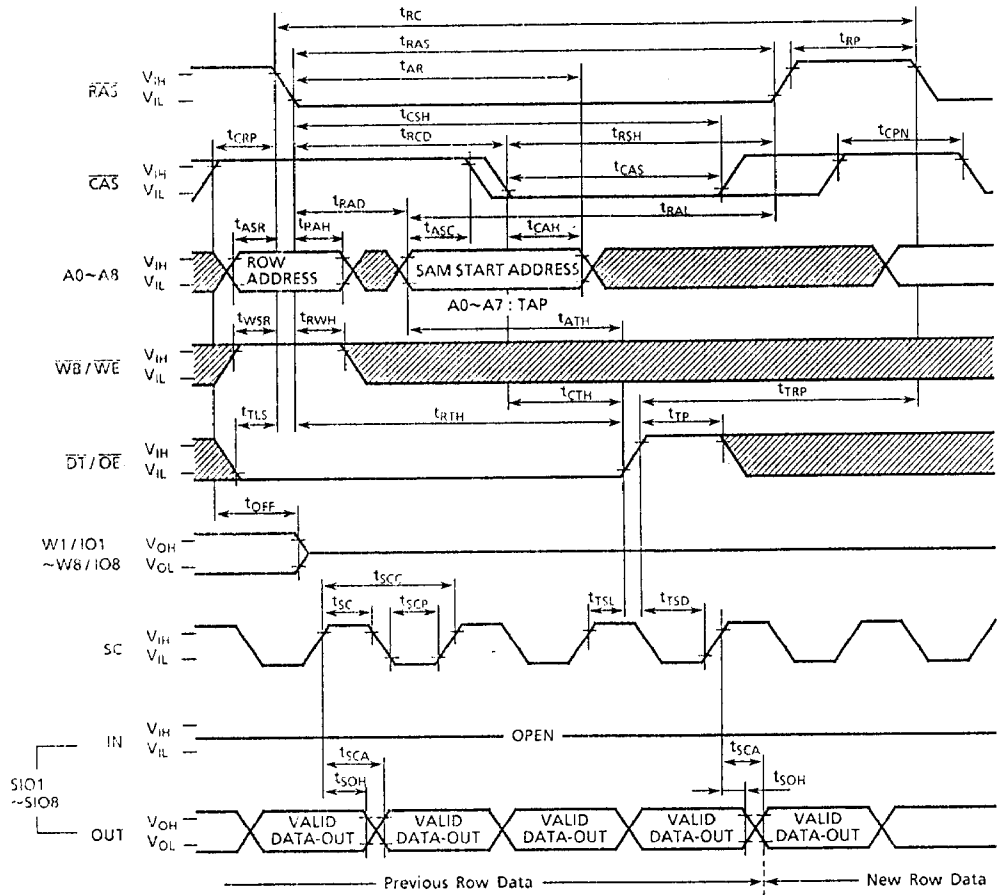 tRC
tRAS tRP
tAR
RAS VIH
VIL
tCSH
tCRP tRCD tRSH tCPN
CAS VIH
VIL
tCAS
tRAD tRAL
tASR tRAH tASC tCAH
A0~A8 VIH
VIL
ROW ADDRESS
SAM START ADDRESS
A0~A7 : TAP
tWSR tRWH tATH
WB / WE VIH
VIL
tCTH tTRP
tTLS tRTH tTP
DT / OE VIH
VIL
tOFF
W1 / IO1
~W8 / IO8
VOH
VOL
tSCC
tSC tSCP tTSL tTSD
SC VIH
VIL
IN VIH
VIL
OPEN
SIO1
~SIO8
tSCA tSCA
tSOH tSOH
OUT VOH
VOL
VALID DATA-OUT
VALID DATA-OUT
VALID DATA-OUT
VALID DATA-OUT
VALID DATA-OUT
Previous Row Data
New Row Data